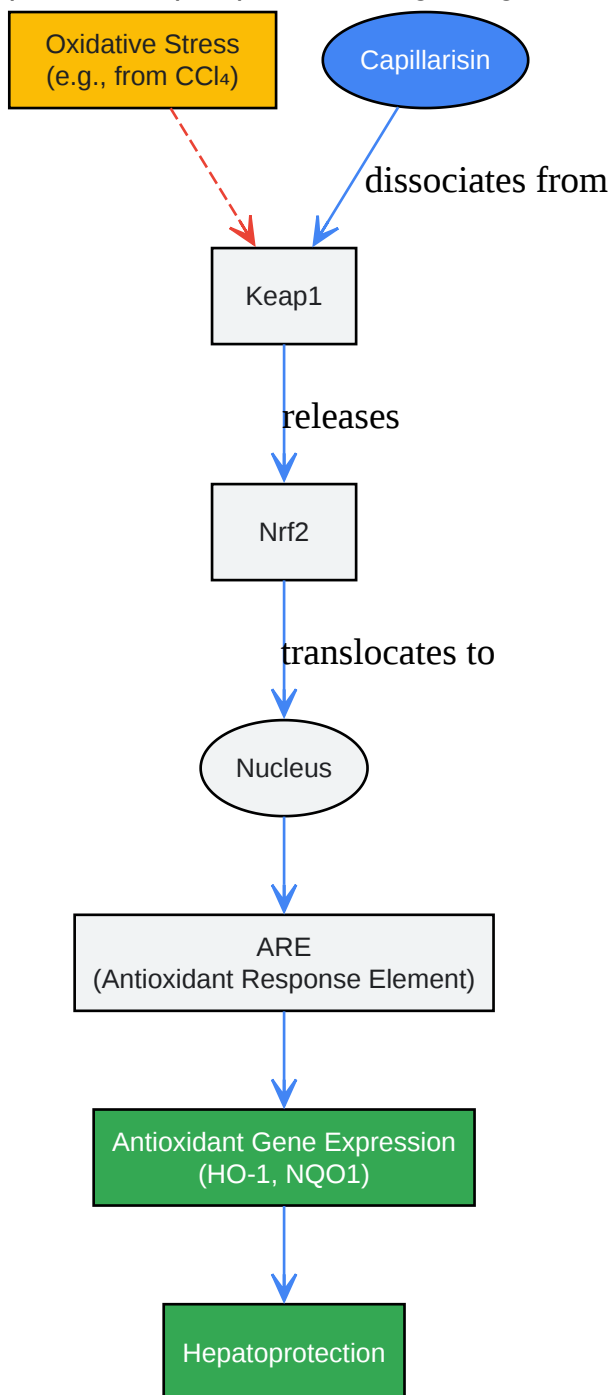 Oxidative Stress
(e.g., from CCl₄)
Capillarisin
dissociates from
Keap1
releases
Nrf2
translocates to
Nucleus
ARE
(Antioxidant Response Element)
Antioxidant Gene Expression
(HO-1, NQO1)
Hepatoprotection